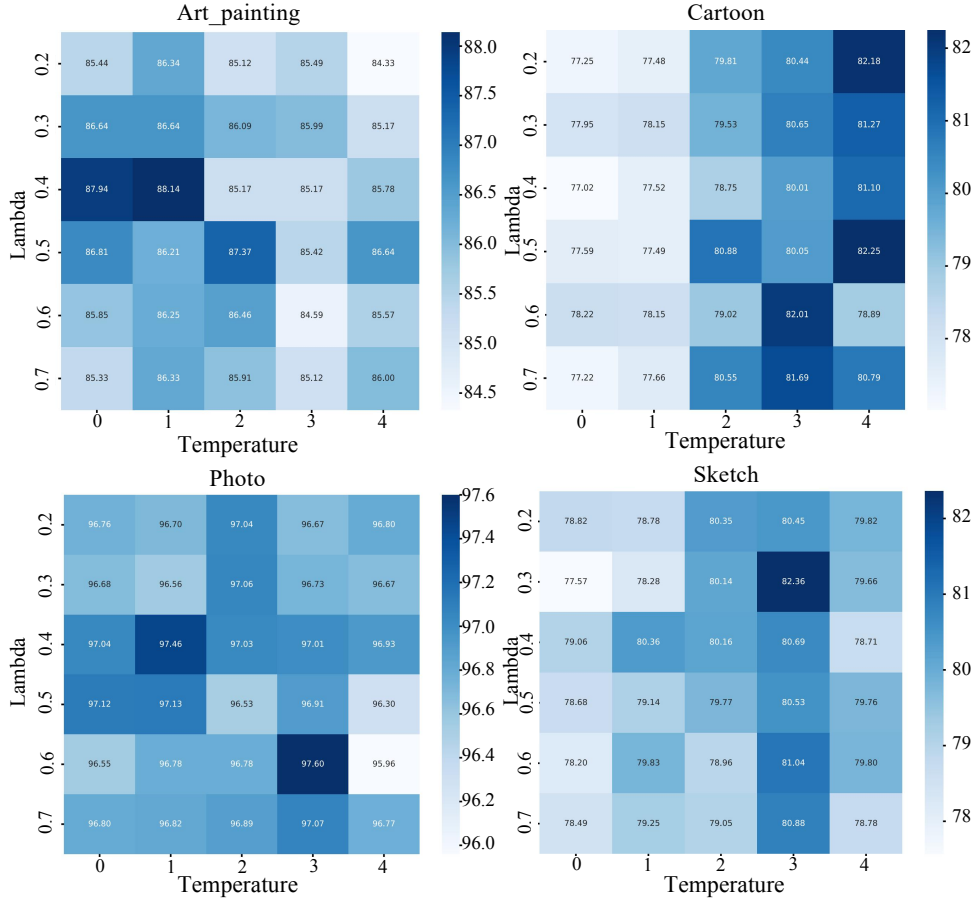 Art_painting
Lambda
0.2 85.44 86.34 85.12 85.49 84.33
0.3 86.64 86.64 86.09 85.99 85.17
0.4 87.94 88.14 85.17 85.17 85.78
0.5 86.81 86.21 87.37 85.42 86.64
0.6 85.85 86.25 86.46 84.59 85.57
0.7 85.33 86.33 85.91 85.12 86.00
0 1 2 3 4
Temperature
88.0
87.5
87.0
86.5
86.0
85.5
85.0
84.5
Cartoon
Lambda
0.2 77.25 77.48 79.81 80.44 82.18
0.3 77.95 78.15 79.53 80.65 81.27
0.4 77.02 77.52 78.75 80.01 81.10
0.5 77.59 77.49 80.88 80.05 82.25
0.6 78.22 78.15 79.02 82.01 78.89
0.7 77.22 77.66 80.55 81.69 80.79
0 1 2 3 4
Temperature
82
81
80
79
78
Photo
Lambda
0.2 96.76 96.70 97.04 96.67 96.80
0.3 96.68 96.56 97.06 96.73 96.67
0.4 97.04 97.46 97.03 97.01 96.93
0.5 97.12 97.13 96.53 96.91 96.30
0.6 96.55 96.78 96.78 97.60 95.96
0.7 96.80 96.82 96.89 97.07 96.77
0 1 2 3 4
Temperature
97.6
97.4
97.2
97.0
96.8
96.6
96.4
96.2
96.0
Sketch
Lambda
0.2 78.82 78.78 80.35 80.45 79.82
0.3 77.57 78.28 80.14 82.36 79.66
0.4 79.06 80.36 80.16 80.69 78.71
0.5 78.68 79.14 79.77 80.53 79.76
0.6 78.20 79.83 78.96 81.04 79.80
0.7 78.49 79.25 79.05 80.88 78.78
0 1 2 3 4
Temperature
82
81
80
79
78